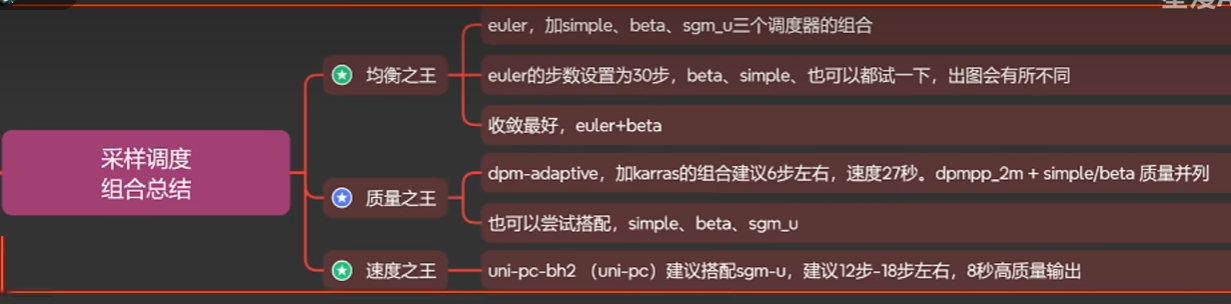 采样调度
组合总结
均衡之王
euler，加simple、beta、sgm_u三个调度器的组合
euler的步数设置为30步，beta、simple、也可以都试一下，出图会有所不同
收敛最好，euler+beta
质量之王
dpm-adaptive，加karras的组合建议6步左右，速度27秒。dpmpp_2m + simple/beta 质量并列
也可以尝试搭配，simple、beta、sgm_u
速度之王
uni-pc-bh2 （uni-pc）建议搭配sgm-u，建议12步-18步左右，8秒高质量输出